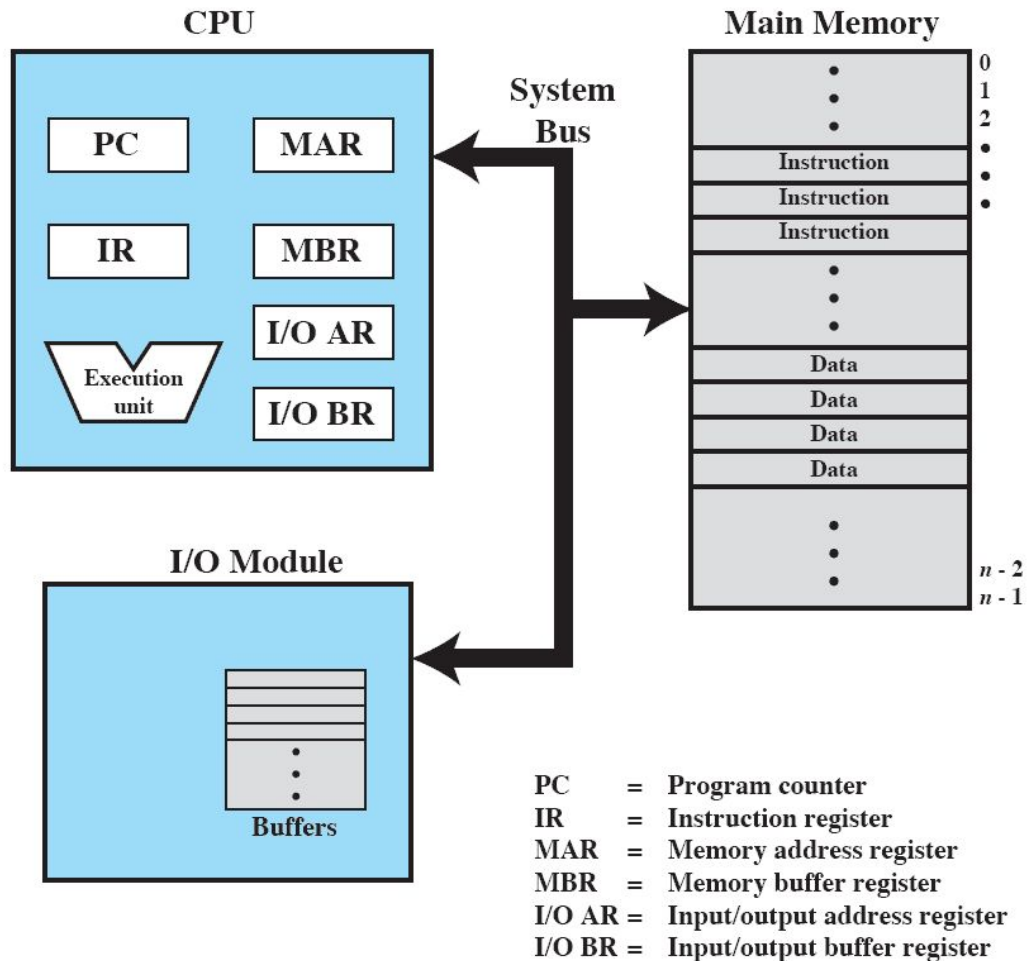 CPU
PC
MAR
IR
MBR
I/O AR
I/O BR
Execution
unit
System
Bus
Main Memory
0
1
2
Instruction
Instruction
Instruction
Data
Data
Data
Data
n - 2
n - 1
I/O Module
Buffers
PC = Program counter
IR = Instruction register
MAR = Memory address register
MBR = Memory buffer register
I/O AR = Input/output address register
I/O BR = Input/output buffer register